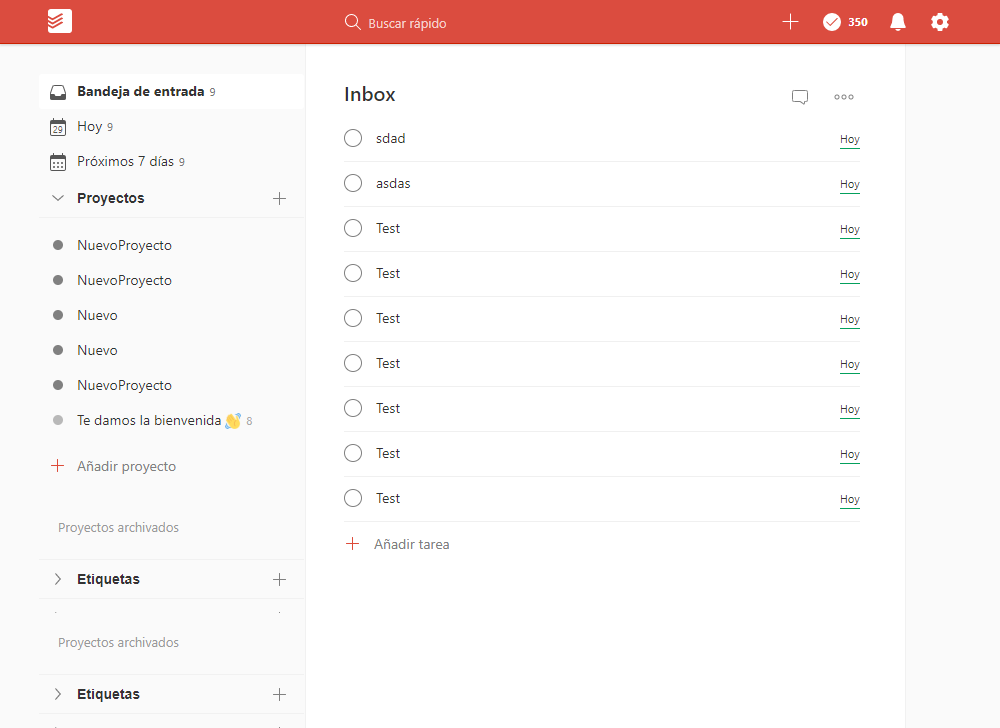 Buscar rápido
350
Bandeja de entrada 9
29 Hoy 9
Próximos 7 días 9
Proyectos
NuevoProyecto
NuevoProyecto
Nuevo
Nuevo
NuevoProyecto
Te damos la bienvenida 👋 8
Añadir proyecto
Proyectos archivados
Etiquetas
Proyectos archivados
Etiquetas
Inbox
sdad Hoy
asdas Hoy
Test Hoy
Test Hoy
Test Hoy
Test Hoy
Test Hoy
Test Hoy
Test Hoy
Añadir tarea